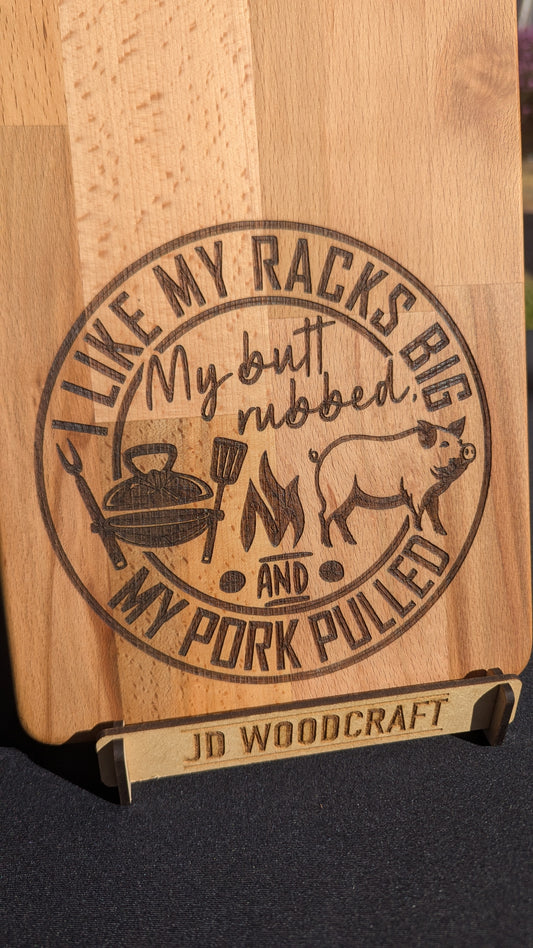 I LIKE MY RACKS BIG
My butt
rubbed,
AND
MY PORK PULLED
JD WOODCRAFT